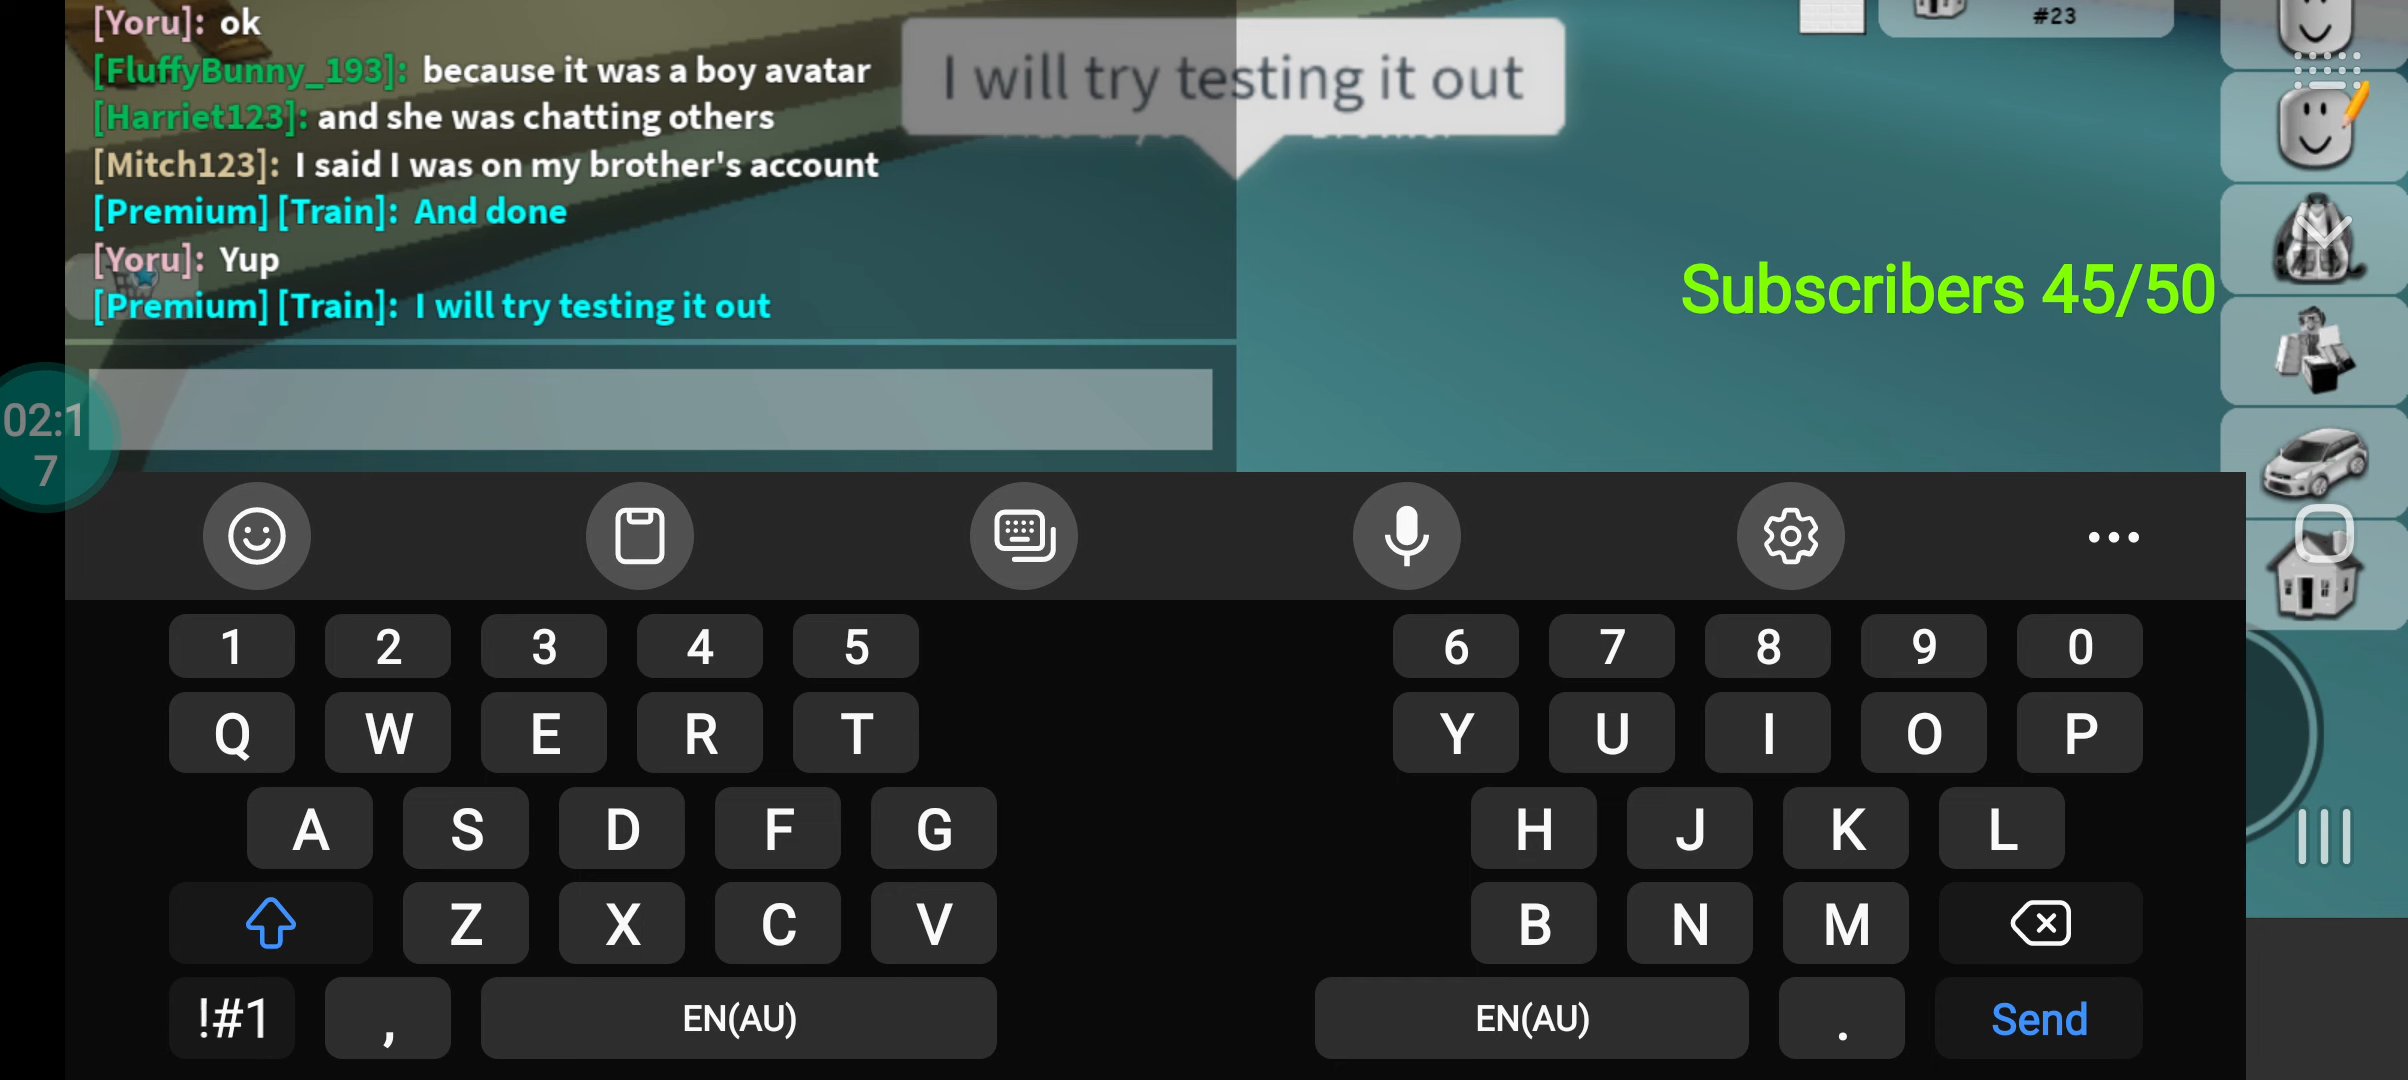 [Yoru]: ok
[FluffyBunny_193]: because it was a boy avatar
[Harriet123]: and she was chatting others
[Mitch123]: I said I was on my brother's account
[Premium] [Train]: And done
[Yoru]: Yup
[Premium] [Train]: I will try testing it out
I will try testing it out
#23
Subscribers 45/50
02:1
7
1 2 3 4 5 6 7 8 9 0
Q W E R T Y U I O P
A S D F G H J K L
Z X C V B N M
!#1 , EN(AU) EN(AU) . Send